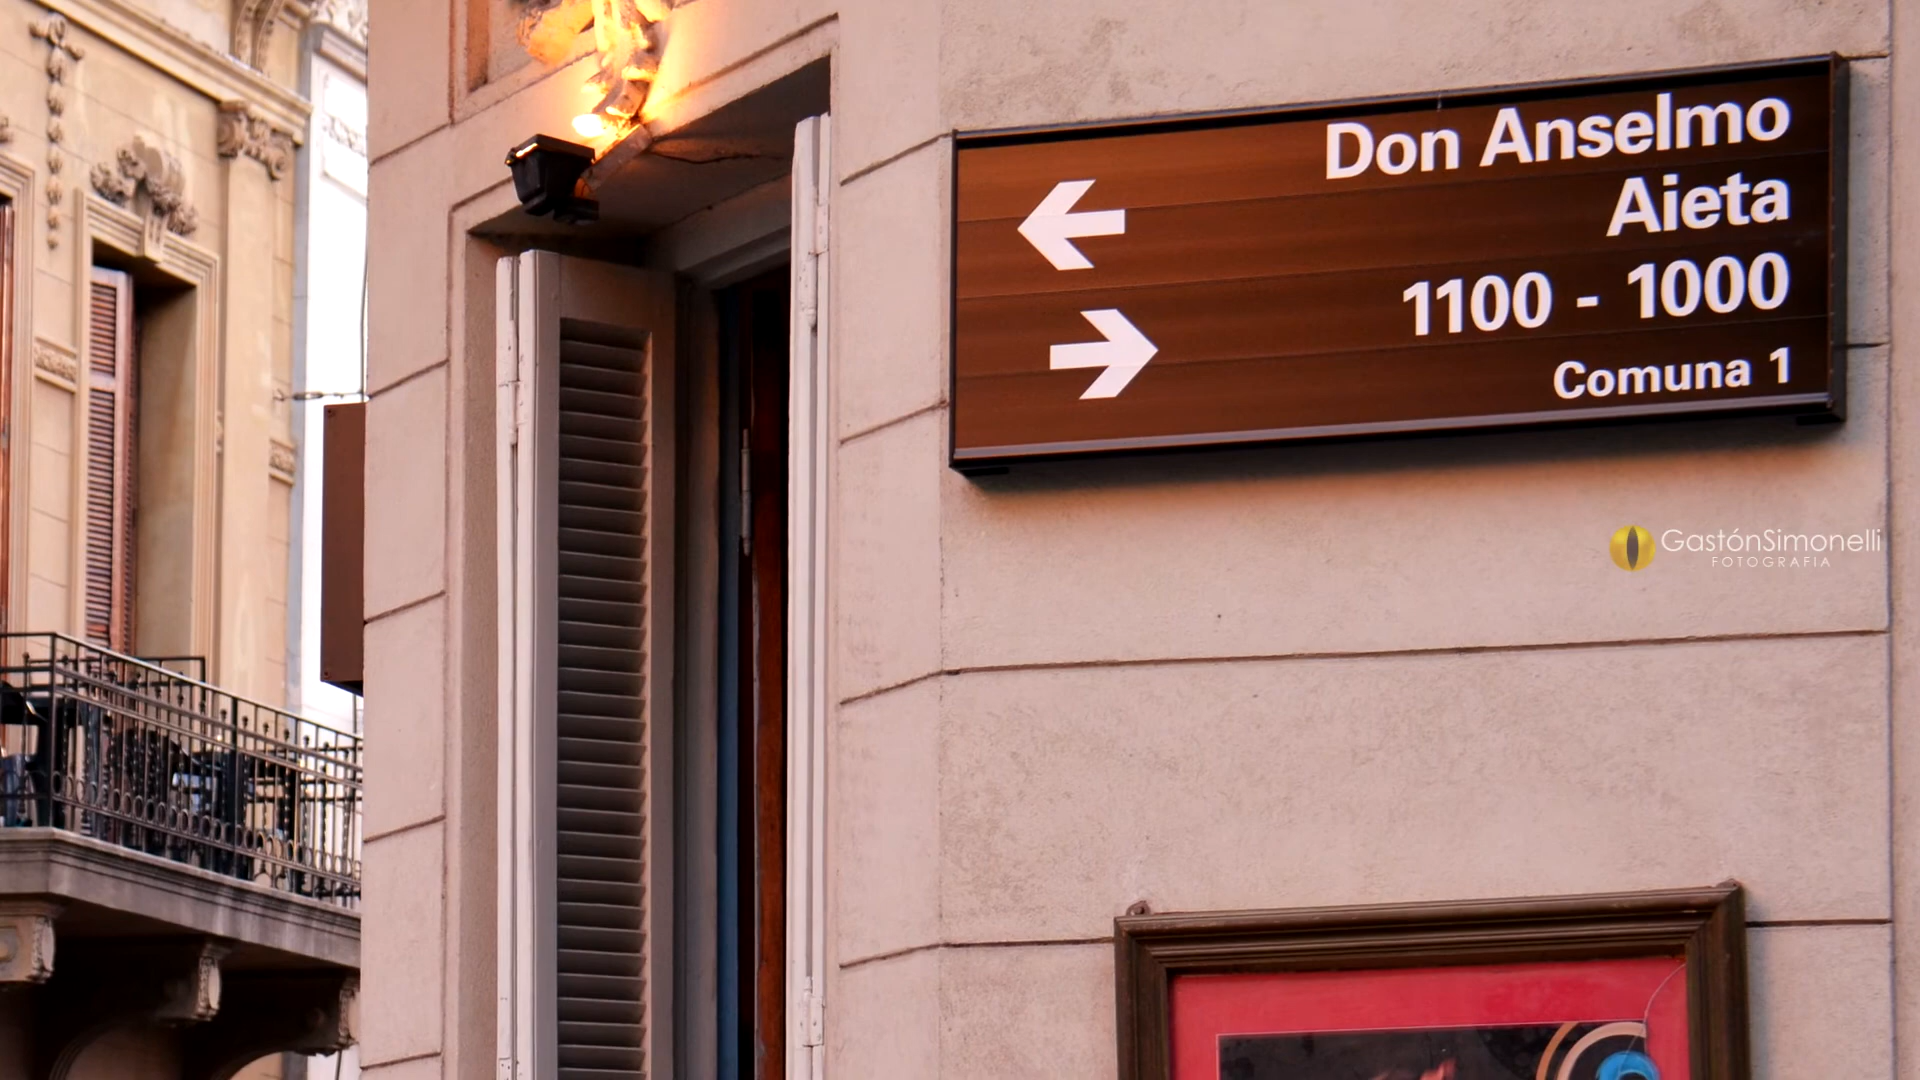 Don Anselmo
Aieta
1100 - 1000
Comuna 1
GastónSimonelli
FOTOGRAFIA